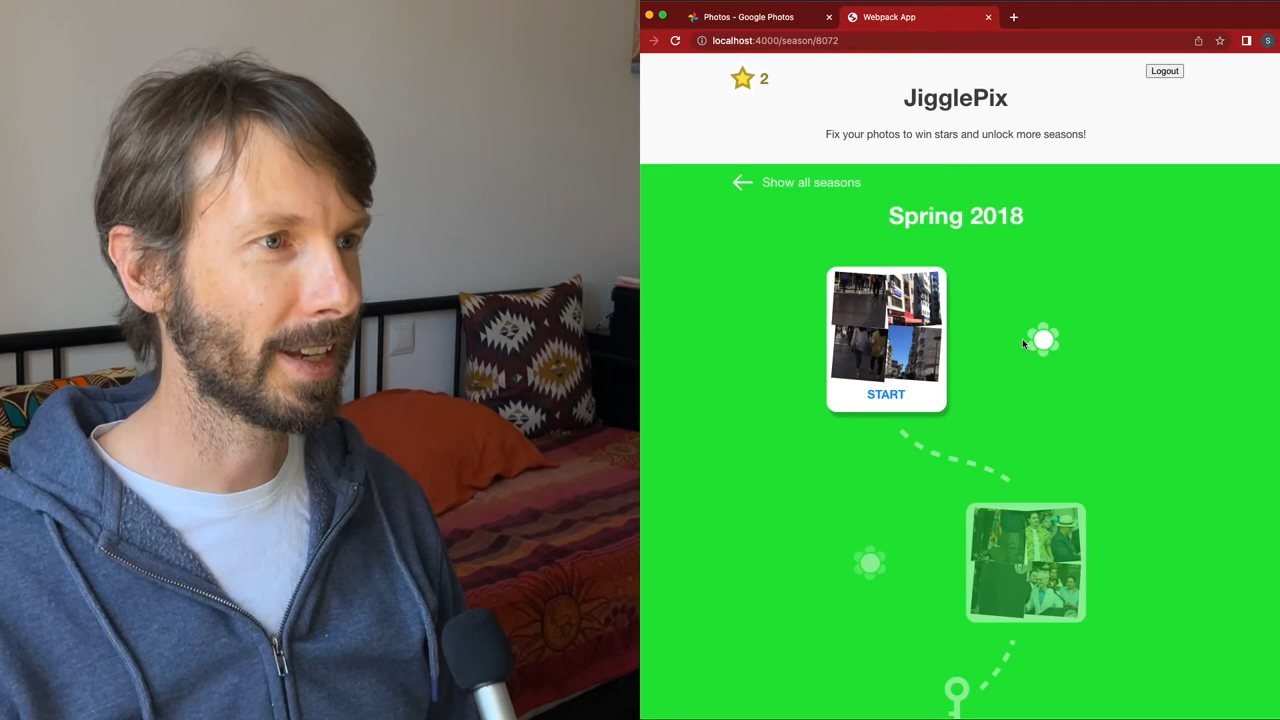 Photos - Google Photos
Webpack App
localhost:4000/season/8072
S
2
Logout
JigglePix
Fix your photos to win stars and unlock more seasons!
Show all seasons
Spring 2018
START